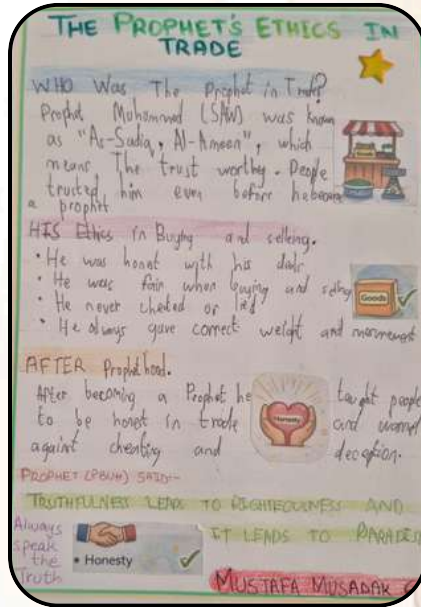 THE PROPHET'S ETHICS IN
TRADE
WHO Was The Prophet in Trade?
Prophet Muhammed (SAW) was known
as "As-Sadiq, Al-Ameen", which
means The trust worthy. People
trusted him even before he became
a prophet
HIS Ethics in Buying and selling.
• He was honst with his deals
• He was fair when buying and selling
Goods
• He never cheated or lied
• He always gave correct weight and
AFTER Prophethood.
After becoming a Prophet he taught people
Honesty
to be honest in trade and warned
against cheating and deception.
PROPHET (PBUH) SAID:-
TRUTHFULNESS LEADS TO RIGHTEOUSNESS AND
IT LEADS TO
Always
speak
the
Truth
• Honesty
MUSTAFA MUSADAK